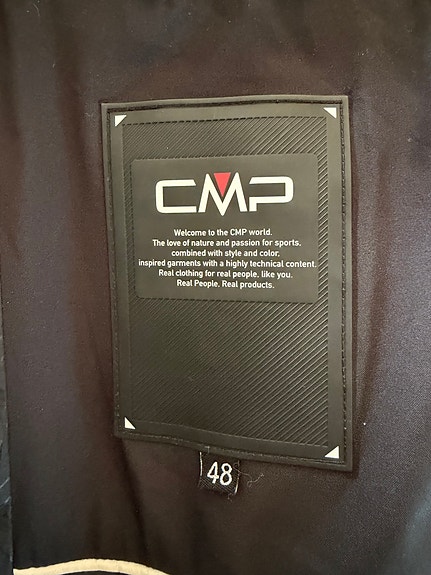 CMP
Welcome to the CMP world.
The love of nature and passion for sports,
combined with style and color,
inspired garments with a highly technical content.
Real clothing for real people, like you.
Real People, Real products.
48